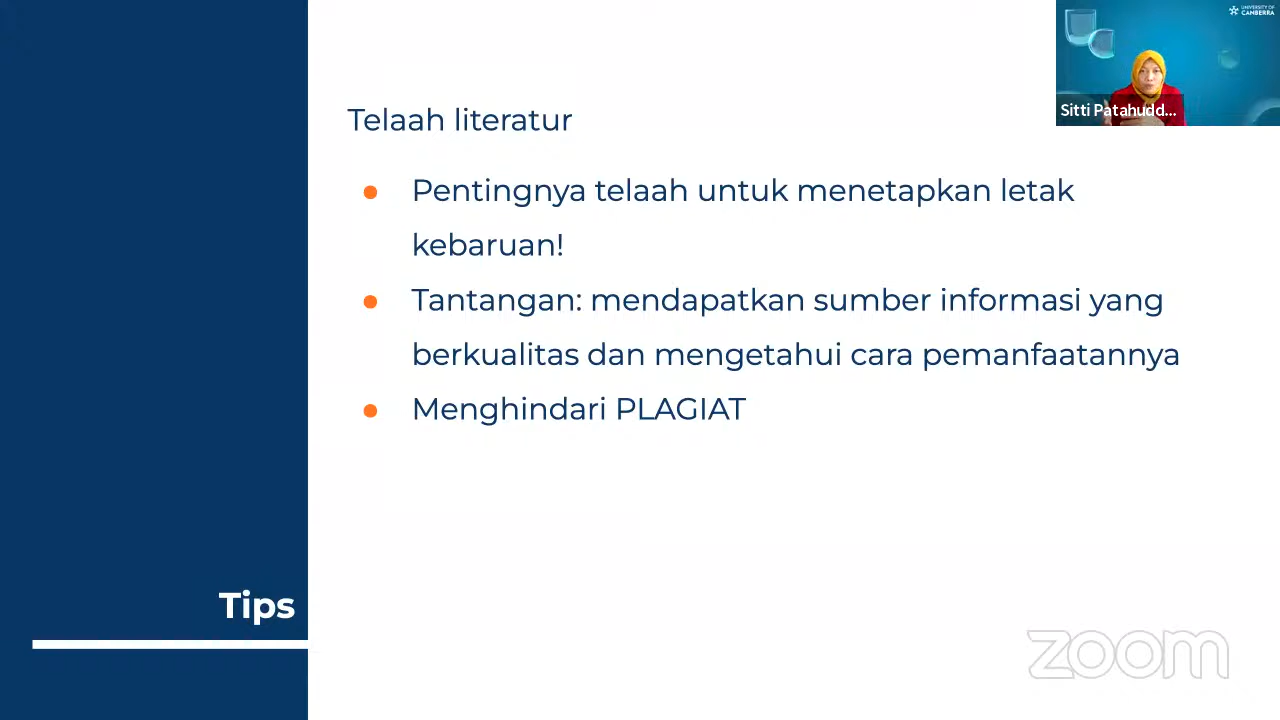 UNIVERSITY OF
CANBERRA
Sitti Patahudd...
Telaah literatur
Pentingnya telaah untuk menetapkan letak
kebaruan!
Tantangan: mendapatkan sumber informasi yang
berkualitas dan mengetahui cara pemanfaatannya
Menghindari PLAGIAT
Tips
zoom